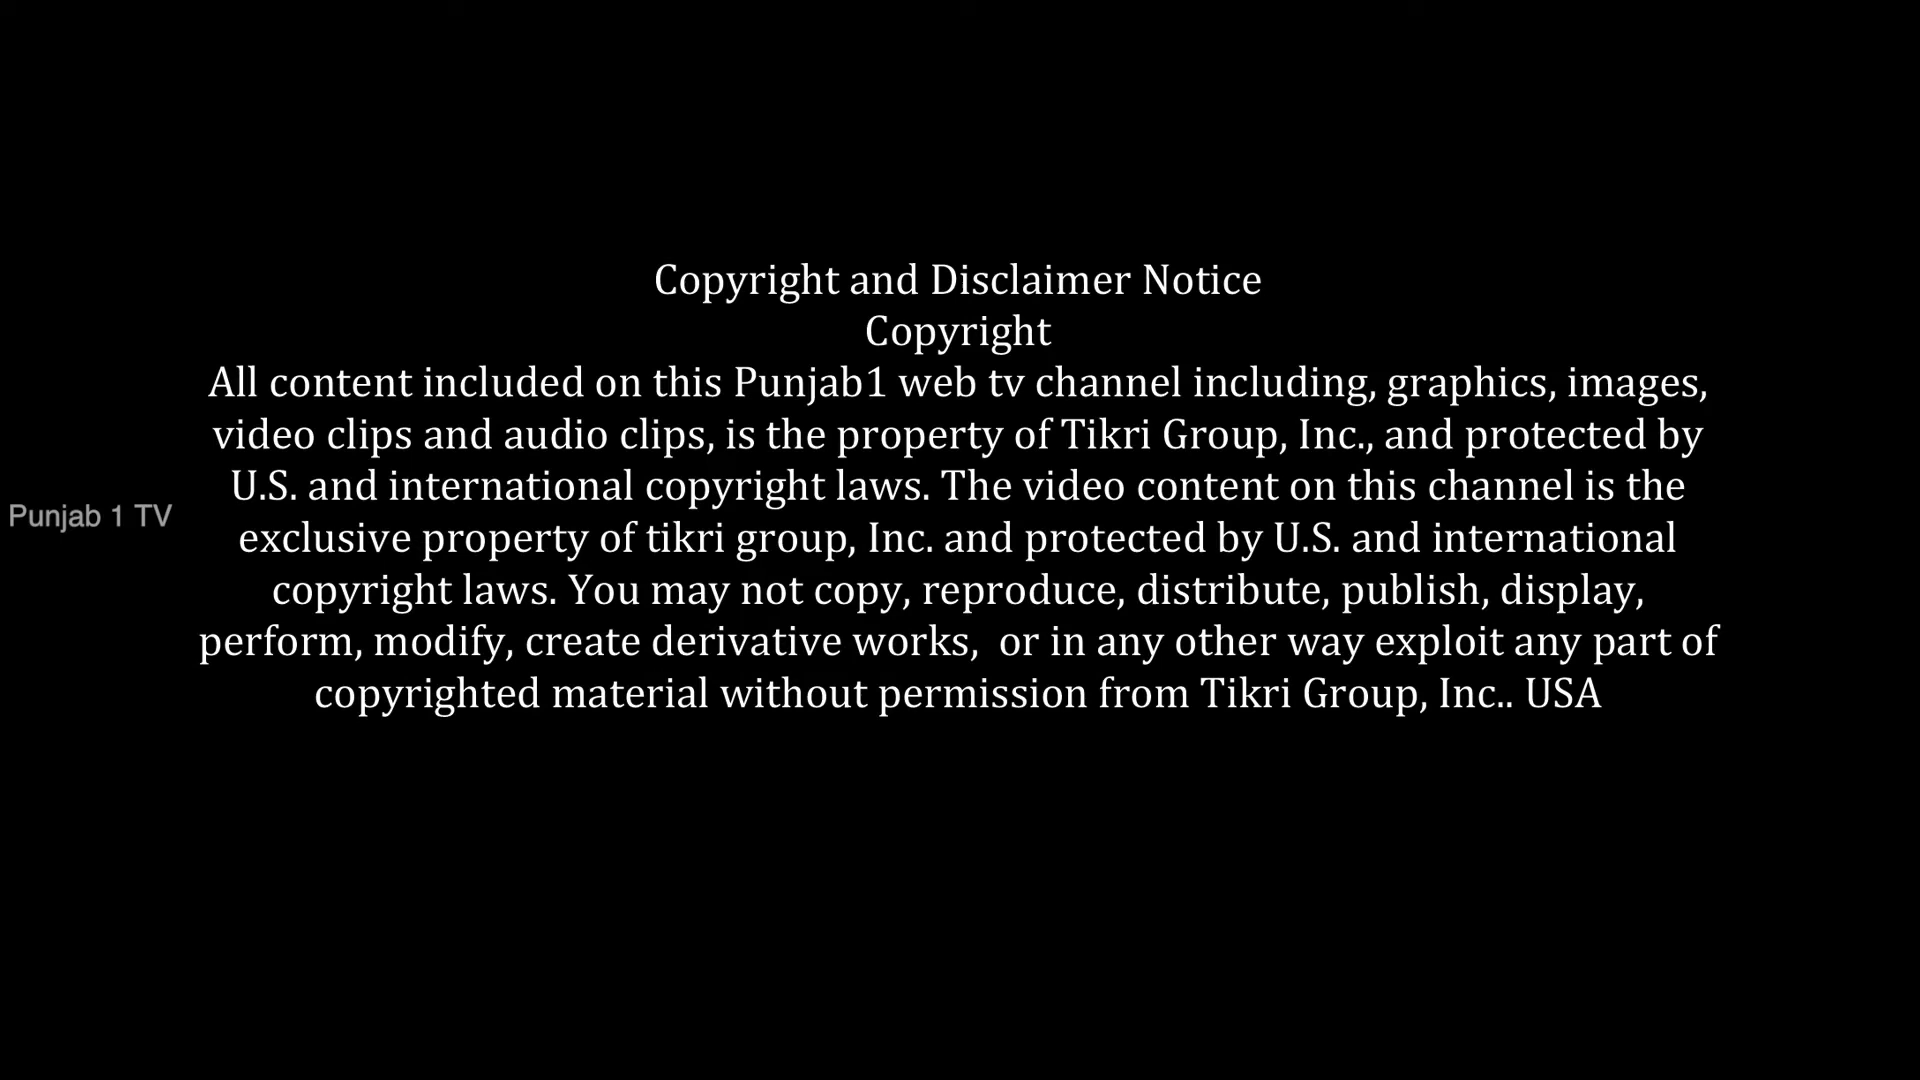 Copyright and Disclaimer Notice
Copyright
All content included on this Punjab1 web tv channel including, graphics, images,
video clips and audio clips, is the property of Tikri Group, Inc., and protected by
U.S. and international copyright laws. The video content on this channel is the
Punjab 1 TV
exclusive property of tikri group, Inc. and protected by U.S. and international
copyright laws. You may not copy, reproduce, distribute, publish, display,
perform, modify, create derivative works,  or in any other way exploit any part of
copyrighted material without permission from Tikri Group, Inc.. USA